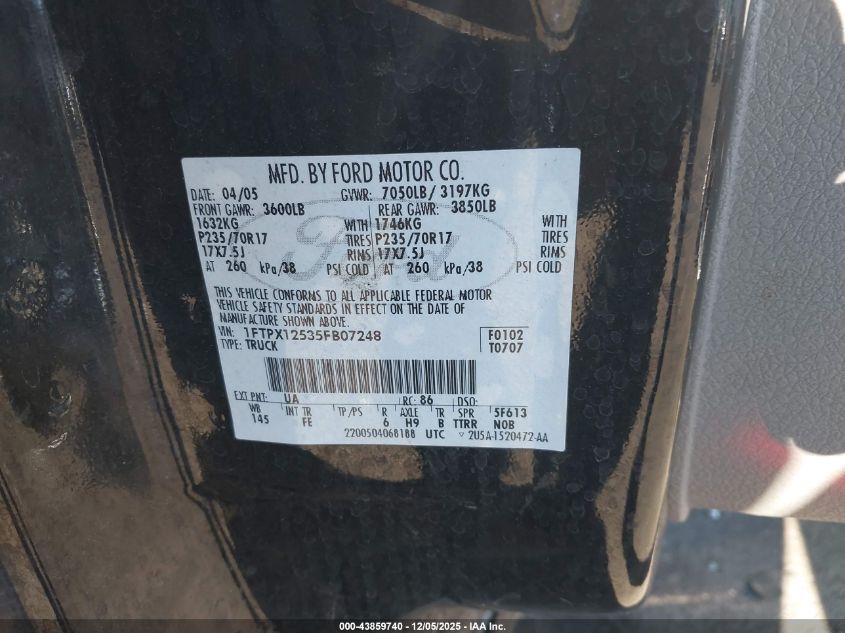 MFD. BY FORD MOTOR CO.
DATE: 04/05 GVWR: 7050LB / 3197KG
FRONT GAWR: 3600LB REAR GAWR: 3850LB
1632KG WITH 1746KG WITH
P235/70R17 TIRES P235/70R17 TIRES
17X7.5J RIMS 17X7.5J RIMS
AT 260 kPa/38 PSI COLD AT 260 kPa/38 PSI COLD
Ford
THIS VEHICLE CONFORMS TO ALL APPLICABLE FEDERAL MOTOR
VEHICLE SAFETY STANDARDS IN EFFECT ON THE DATE OF
MANUFACTURE SHOWN ABOVE.
VIN: 1FTPX12535FB07248 F0102
TYPE: TRUCK T0707
EXT PNT: UA RC: 86 DSO:
WB INT TR TP/PS R AXLE TR SPR 5F613
145 FE 6 H9 B TTRR NOB
2200504068188 UTC 2U5A-1520472-AA
000-43859740 - 12/05/2025 - IAA Inc.